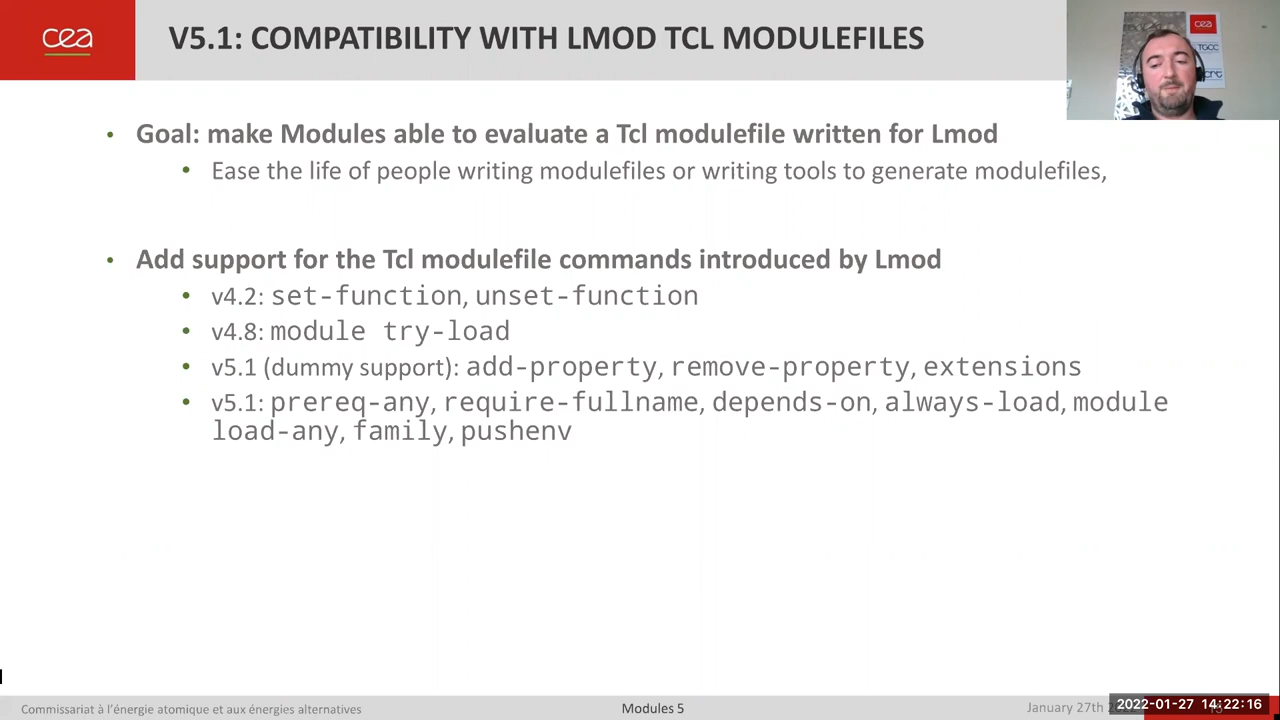 cea
V5.1: COMPATIBILITY WITH LMOD TCL MODULEFILES
cea
TGCC
Goal: make Modules able to evaluate a Tcl modulefile written for Lmod
Ease the life of people writing modulefiles or writing tools to generate modulefiles,
Add support for the Tcl modulefile commands introduced by Lmod
v4.2: set-function, unset-function
v4.8: module try-load
v5.1 (dummy support): add-property, remove-property, extensions
v5.1: prereq-any, require-fullname, depends-on, always-load, module
load-any, family, pushenv
Commissariat à l'énergie atomique et aux énergies alternatives
Modules 5
January 27th
2022-01-27 14:22:16